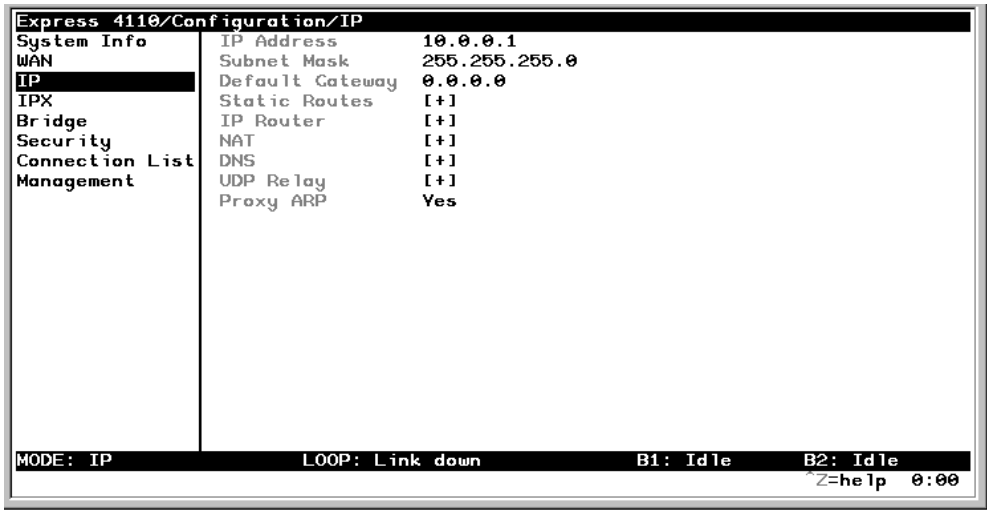 Express 4110/Configuration/IP
System Info IP Address 10.0.0.1
WAN Subnet Mask 255.255.255.0
IP Default Gateway 0.0.0.0
IPX Static Routes [+]
Bridge IP Router [+]
Security NAT [+]
Connection List DNS [+]
Management UDP Relay [+]
Proxy ARP Yes
MODE: IP LOOP: Link down B1: Idle B2: Idle
^Z=help 0:00